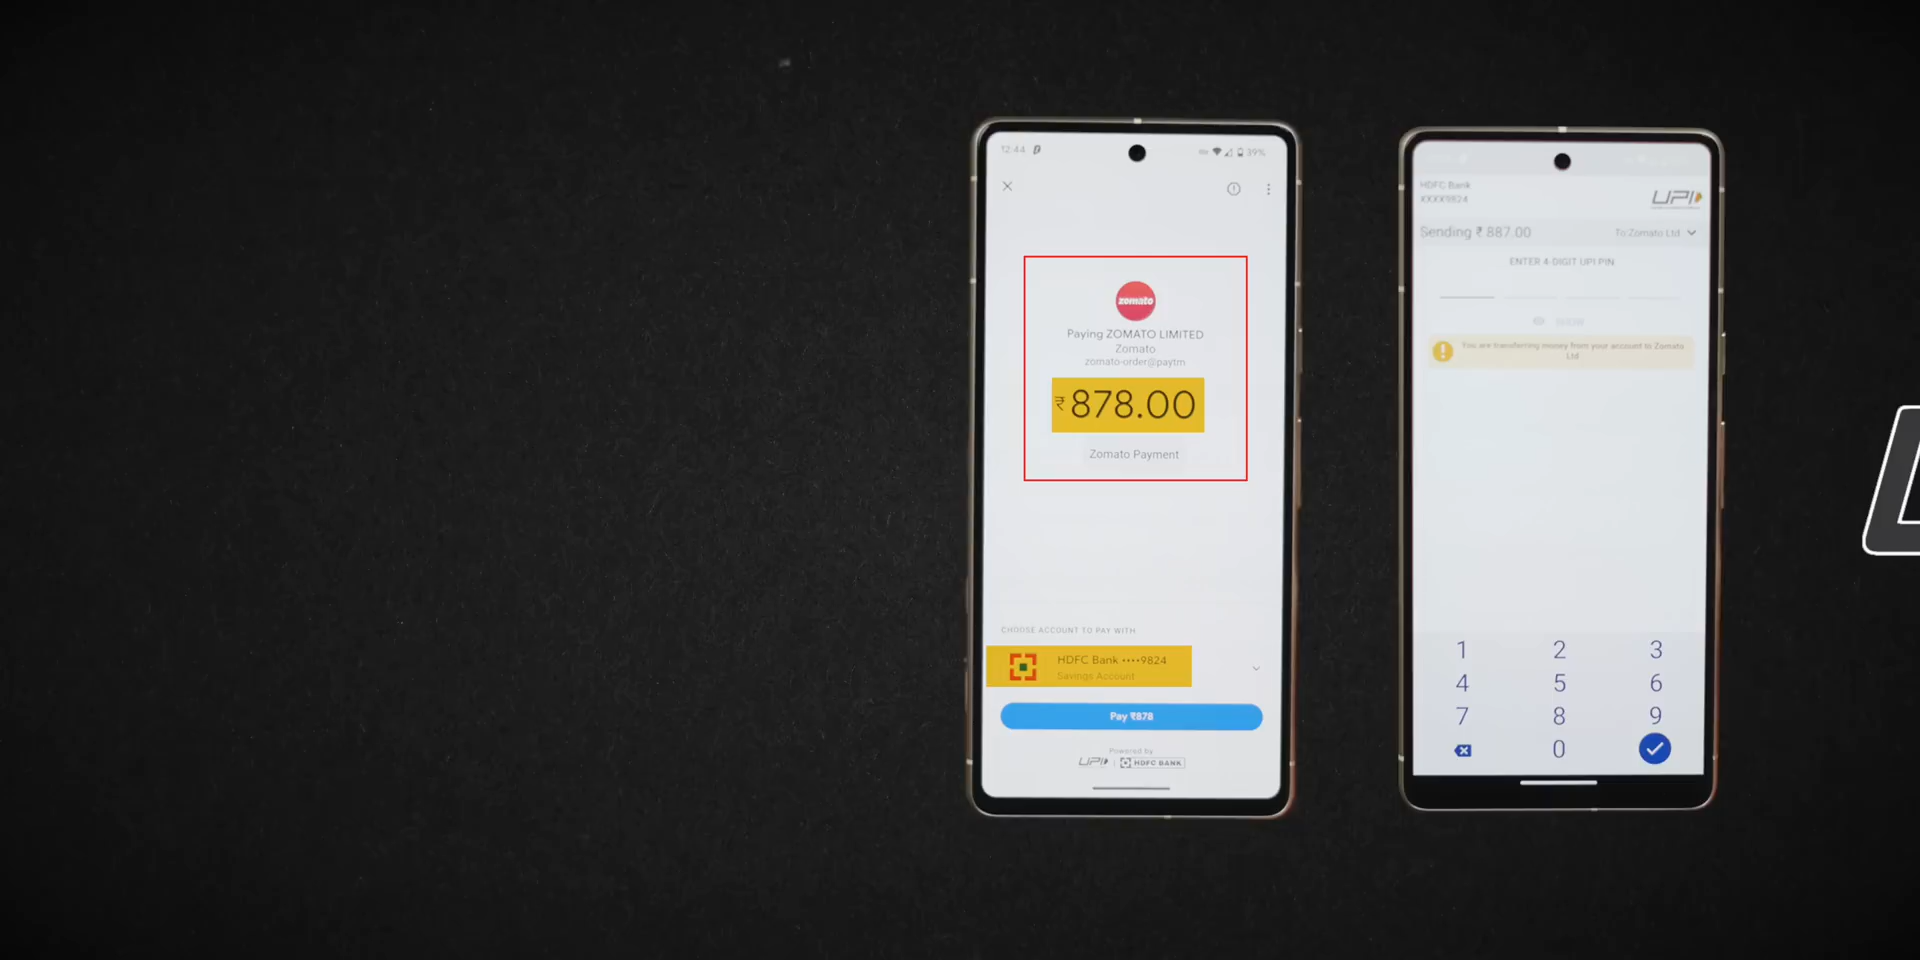 12:44
39%
zomato
Paying ZOMATO LIMITED
Zomato
zomato-order@paytm
₹878.00
Zomato Payment
CHOOSE ACCOUNT TO PAY WITH
HDFC Bank ••••9824
Savings Account
Pay ₹878
Powered by
UPI | HDFC BANK
HDFC Bank
XXXX9824
UPI
Sending ₹ 887.00
To:Zomato Ltd
ENTER 4-DIGIT UPI PIN
SHOW
You are transferring money from your account to Zomato
Ltd
1 2 3
4 5 6
7 8 9
0